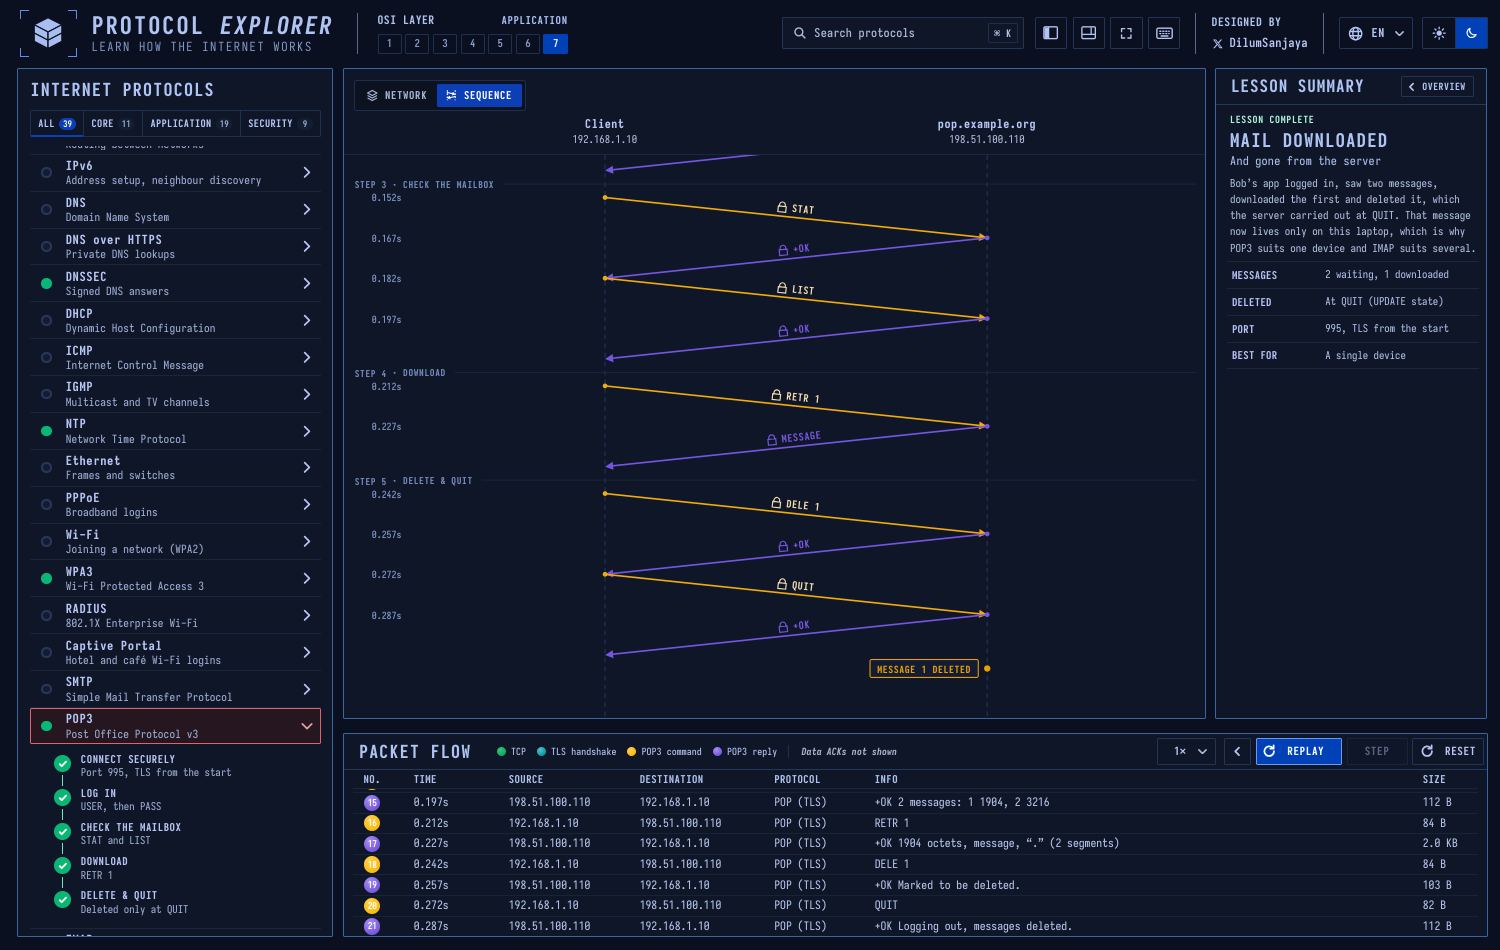 PROTOCOL EXPLORER
LEARN HOW THE INTERNET WORKS
OSI LAYER APPLICATION
1 2 3 4 5 6 7
Search protocols ⌘ K
DESIGNED BY
DilumSanjaya
EN
INTERNET PROTOCOLS
ALL 39 CORE 11 APPLICATION 19 SECURITY 9
Routing between networks
IPv6
Address setup, neighbour discovery
DNS
Domain Name System
DNS over HTTPS
Private DNS lookups
DNSSEC
Signed DNS answers
DHCP
Dynamic Host Configuration
ICMP
Internet Control Message
IGMP
Multicast and TV channels
NTP
Network Time Protocol
Ethernet
Frames and switches
PPPoE
Broadband logins
Wi-Fi
Joining a network (WPA2)
WPA3
Wi-Fi Protected Access 3
RADIUS
802.1X Enterprise Wi-Fi
Captive Portal
Hotel and café Wi-Fi logins
SMTP
Simple Mail Transfer Protocol
POP3
Post Office Protocol v3
CONNECT SECURELY
Port 995, TLS from the start
LOG IN
USER, then PASS
CHECK THE MAILBOX
STAT and LIST
DOWNLOAD
RETR 1
DELETE & QUIT
Deleted only at QUIT
NETWORK SEQUENCE
Client
192.168.1.10
pop.example.org
198.51.100.110
STEP 3 · CHECK THE MAILBOX
0.152s
STAT
0.167s
+OK
0.182s
LIST
0.197s
+OK
STEP 4 · DOWNLOAD
0.212s
RETR 1
0.227s
MESSAGE
STEP 5 · DELETE & QUIT
0.242s
DELE 1
0.257s
+OK
0.272s
QUIT
0.287s
+OK
MESSAGE 1 DELETED
LESSON SUMMARY OVERVIEW
LESSON COMPLETE
MAIL DOWNLOADED
And gone from the server
Bob’s app logged in, saw two messages,
downloaded the first and deleted it, which
the server carried out at QUIT. That message
now lives only on this laptop, which is why
POP3 suits one device and IMAP suits several.
MESSAGES 2 waiting, 1 downloaded
DELETED At QUIT (UPDATE state)
PORT 995, TLS from the start
BEST FOR A single device
PACKET FLOW TCP TLS handshake POP3 command POP3 reply Data ACKs not shown 1× REPLAY STEP RESET
NO. TIME SOURCE DESTINATION PROTOCOL INFO SIZE
15 0.197s 198.51.100.110 192.168.1.10 POP (TLS) +OK 2 messages: 1 1904, 2 3216 112 B
16 0.212s 192.168.1.10 198.51.100.110 POP (TLS) RETR 1 84 B
17 0.227s 198.51.100.110 192.168.1.10 POP (TLS) +OK 1904 octets, message, “.” (2 segments) 2.0 KB
18 0.242s 192.168.1.10 198.51.100.110 POP (TLS) DELE 1 84 B
19 0.257s 198.51.100.110 192.168.1.10 POP (TLS) +OK Marked to be deleted. 103 B
20 0.272s 192.168.1.10 198.51.100.110 POP (TLS) QUIT 82 B
21 0.287s 198.51.100.110 192.168.1.10 POP (TLS) +OK Logging out, messages deleted. 112 B